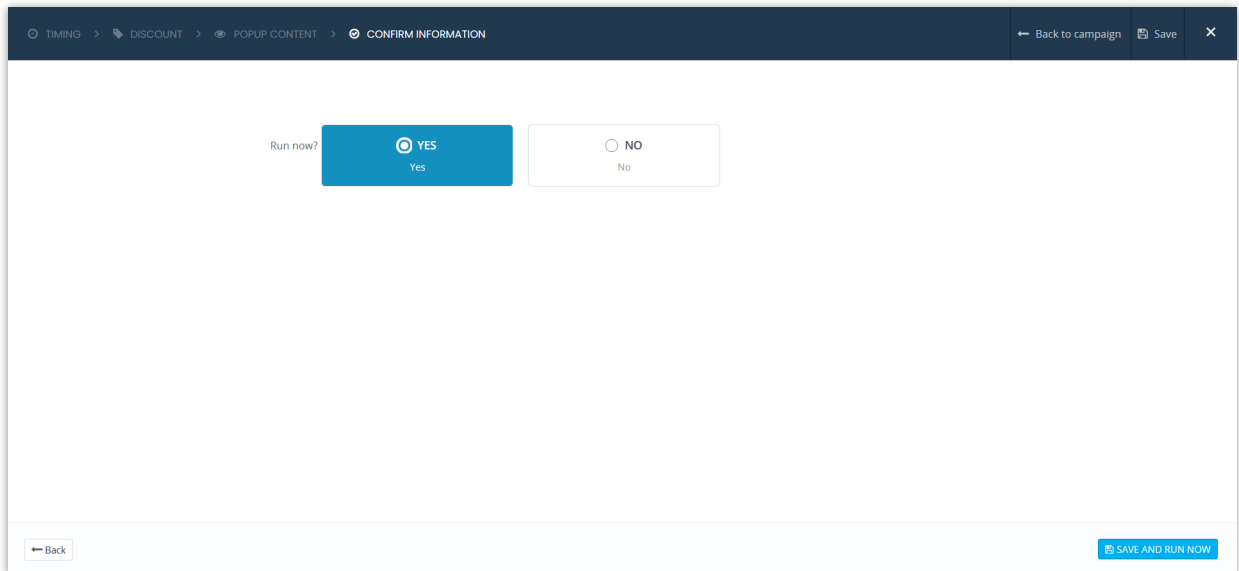 TIMING > DISCOUNT > POPUP CONTENT > CONFIRM INFORMATION
Back to campaign
Save
Run now?
YES
Yes
NO
No
Back
SAVE AND RUN NOW